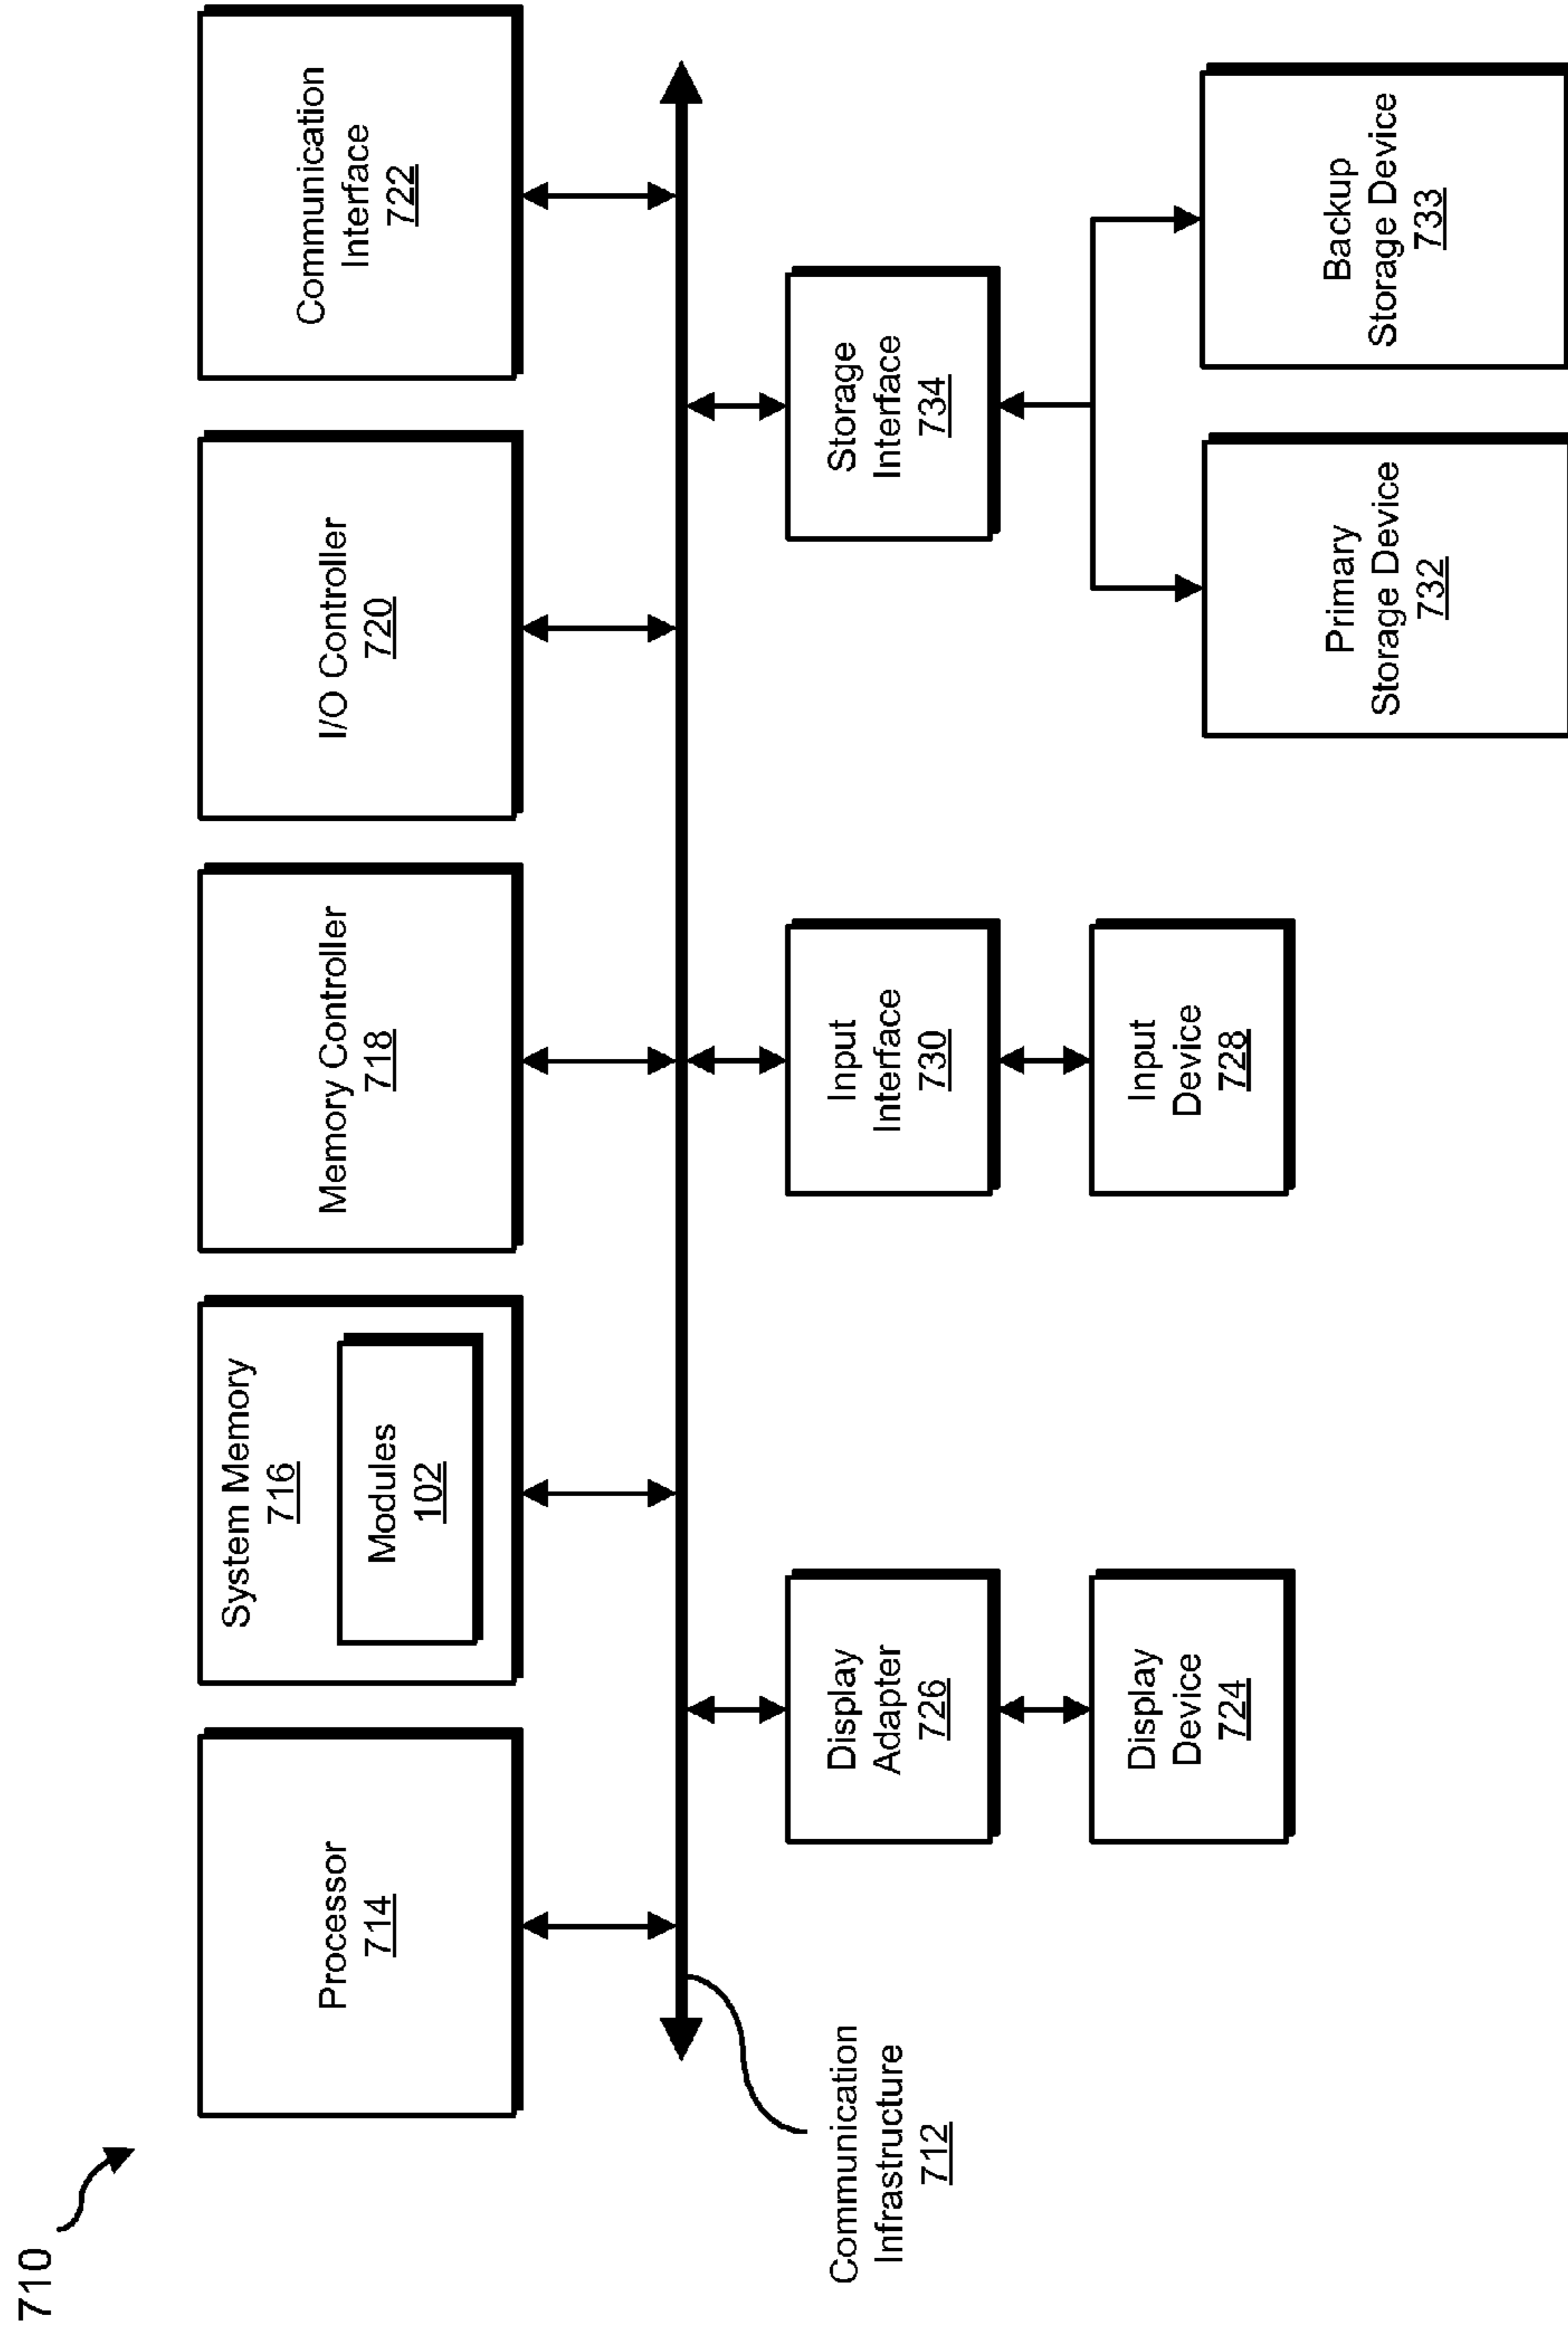 710
Processor
714
System Memory
716
Modules
102
Memory Controller
718
I/O Controller
720
Communication
Interface
722
Communication
Infrastructure
712
Display
Adapter
726
Input
Interface
730
Storage
Interface
734
Display
Device
724
Input
Device
728
Primary
Storage Device
732
Backup
Storage Device
733